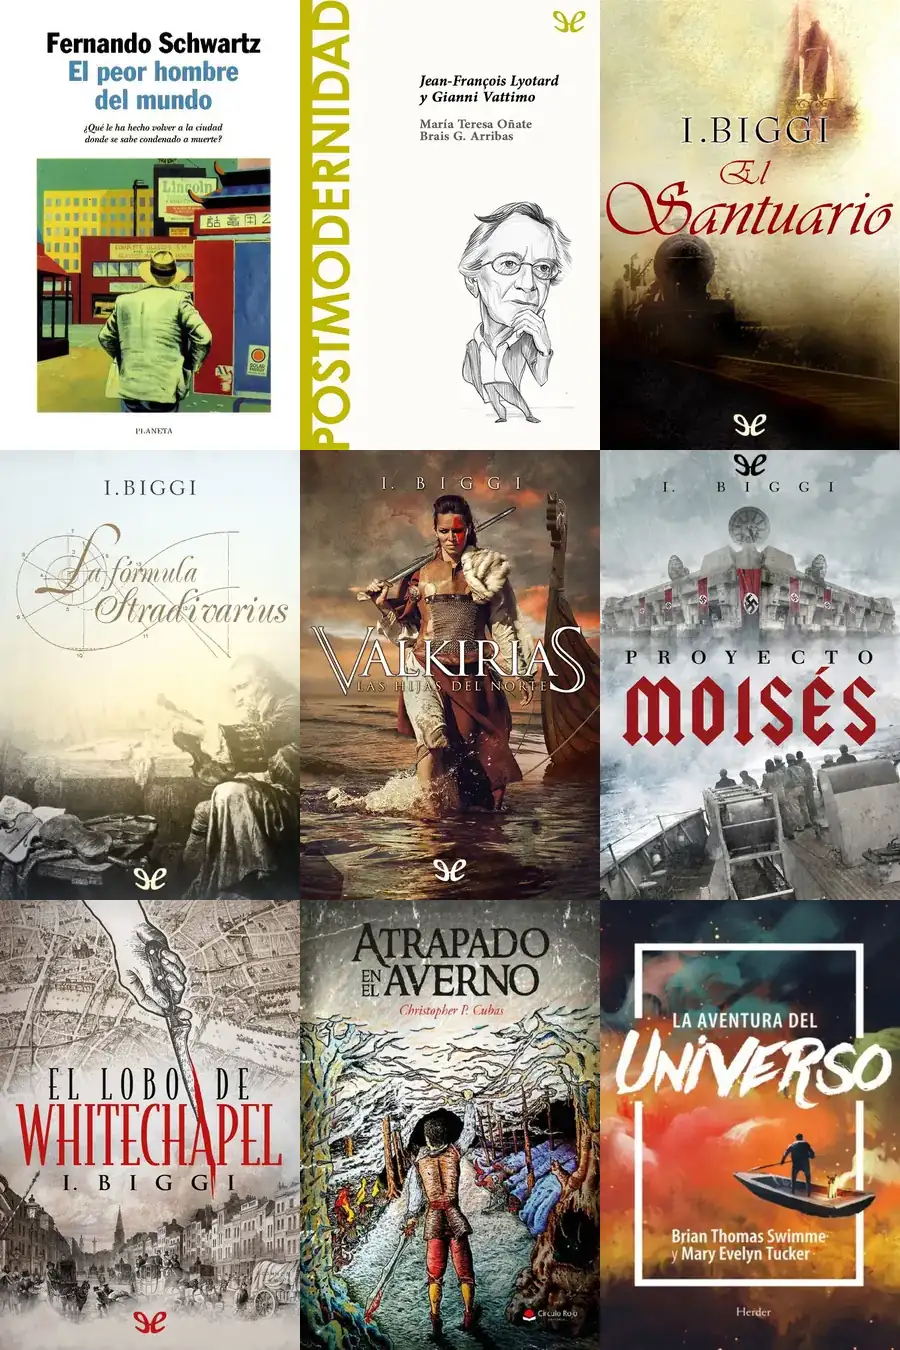 Fernando Schwartz
El peor hombre
del mundo
¿Qué le ha hecho volver a la ciudad
donde se sabe condenado a muerte?
Lincoln
PLANETA
POSTMODERNIDAD
Jean-François Lyotard
y Gianni Vattimo
María Teresa Oñate
Brais G. Arribas
I.BIGGI
El
Santuario
I.BIGGI
La fórmula
Stradivarius
I. BIGGI
VALKIRIAS
LAS HIJAS DEL NORTE
I. BIGGI
PROYECTO
MOISÉS
EL LOBO DE
WHITECHAPEL
I. BIGGI
ATRAPADO
EN EL AVERNO
Christopher P. Cubas
Círculo Rojo
LA AVENTURA DEL
UNIVERSO
Brian Thomas Swimme
y Mary Evelyn Tucker
Herder